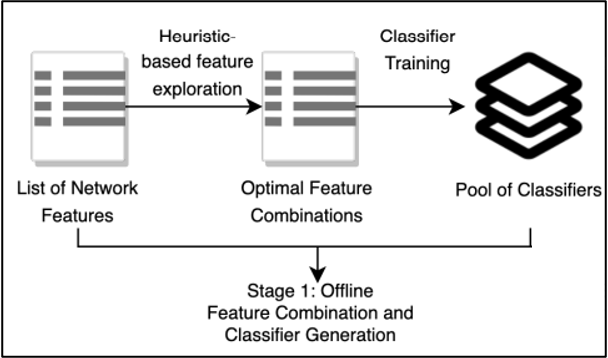 Heuristic-
based feature
exploration
Classifier
Training
List of Network
Features
Optimal Feature
Combinations
Pool of Classifiers
Stage 1: Offline
Feature Combination and
Classifier Generation